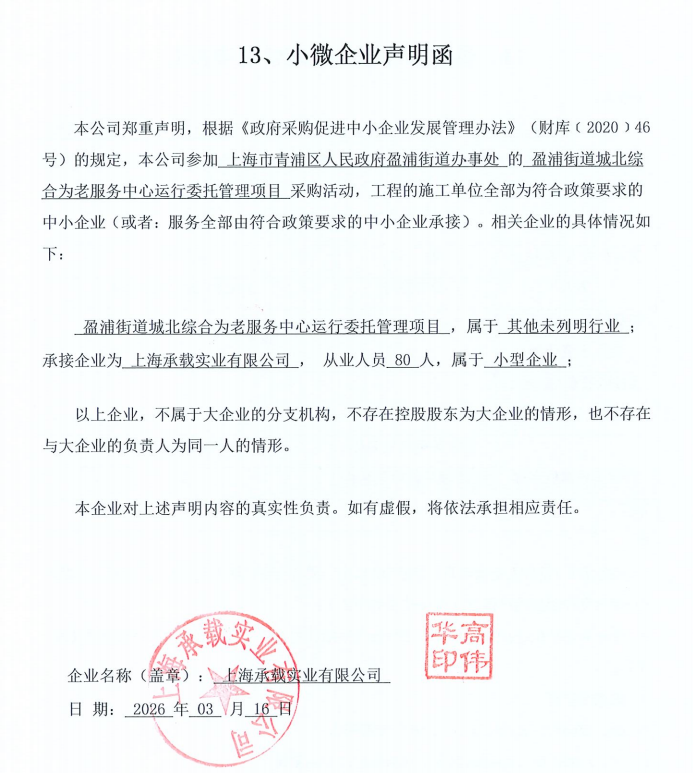 13、小微企业声明函
本公司郑重声明，根据《政府采购促进中小企业发展管理办法》（财库﹝2020﹞46
号）的规定，本公司参加 上海市青浦区人民政府盈浦街道办事处 的 盈浦街道城北综
合为老服务中心运行委托管理项目 采购活动，工程的施工单位全部为符合政策要求的
中小企业（或者：服务全部由符合政策要求的中小企业承接）。相关企业的具体情况如
下：
盈浦街道城北综合为老服务中心运行委托管理项目 ，属于 其他未列明行业 ；
承接企业为 上海承载实业有限公司 ， 从业人员 80 人，属于 小型企业 ；
以上企业，不属于大企业的分支机构，不存在控股股东为大企业的情形，也不存在
与大企业的负责人为同一人的情形。
本企业对上述声明内容的真实性负责。如有虚假，将依法承担相应责任。
企业名称（盖章）： 上海承载实业有限公司
日 期： 2026 年 03 月 16 日
上海承载实业有限公司
高伟
华印